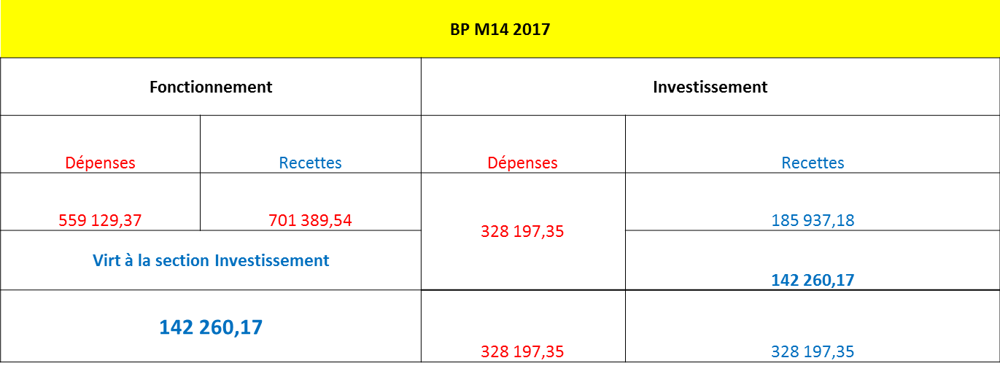 BP M14 2017
Fonctionnement Investissement
Dépenses Recettes Dépenses Recettes
559 129,37 701 389,54 328 197,35 185 937,18
Virt à la section Investissement 142 260,17
142 260,17 328 197,35 328 197,35